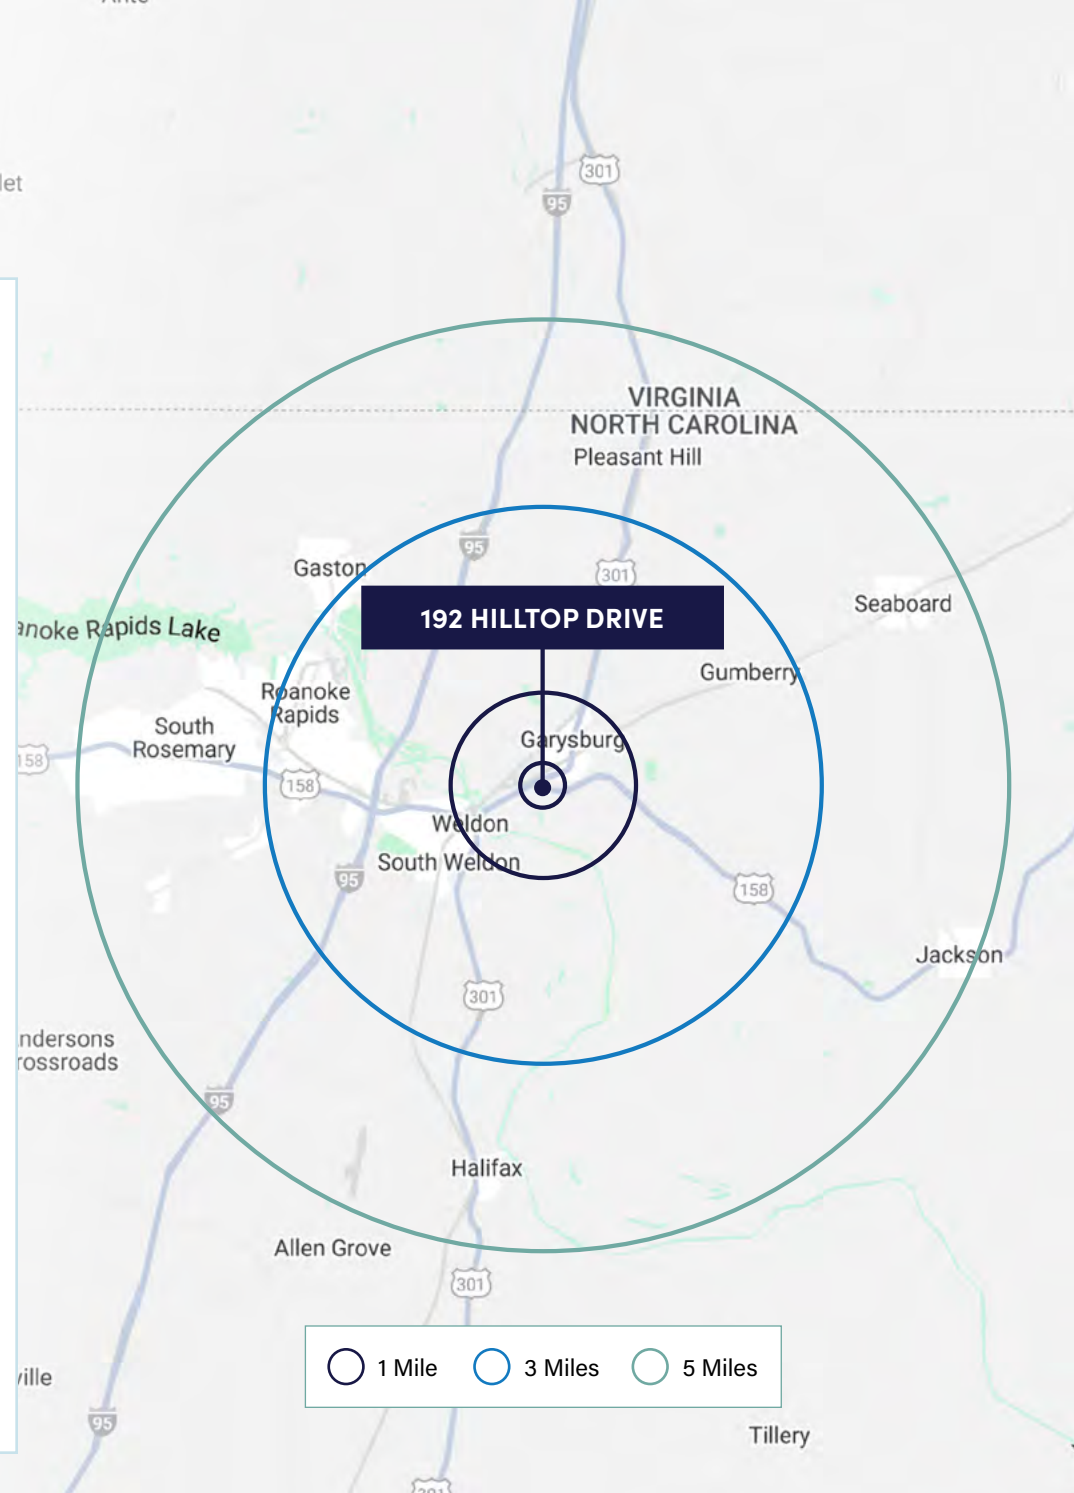 301
95
VIRGINIA
NORTH CAROLINA
Pleasant Hill
95
Gaston
301
Seaboard
192 HILLTOP DRIVE
Rapids Lake
Gumberry
Roanoke
Rapids
South
Rosemary
Garysburg
158
158
Weldon
South Weldon
95
158
Jackson
301
95
Halifax
Allen Grove
301
1 Mile
3 Miles
5 Miles
95
Tillery
301